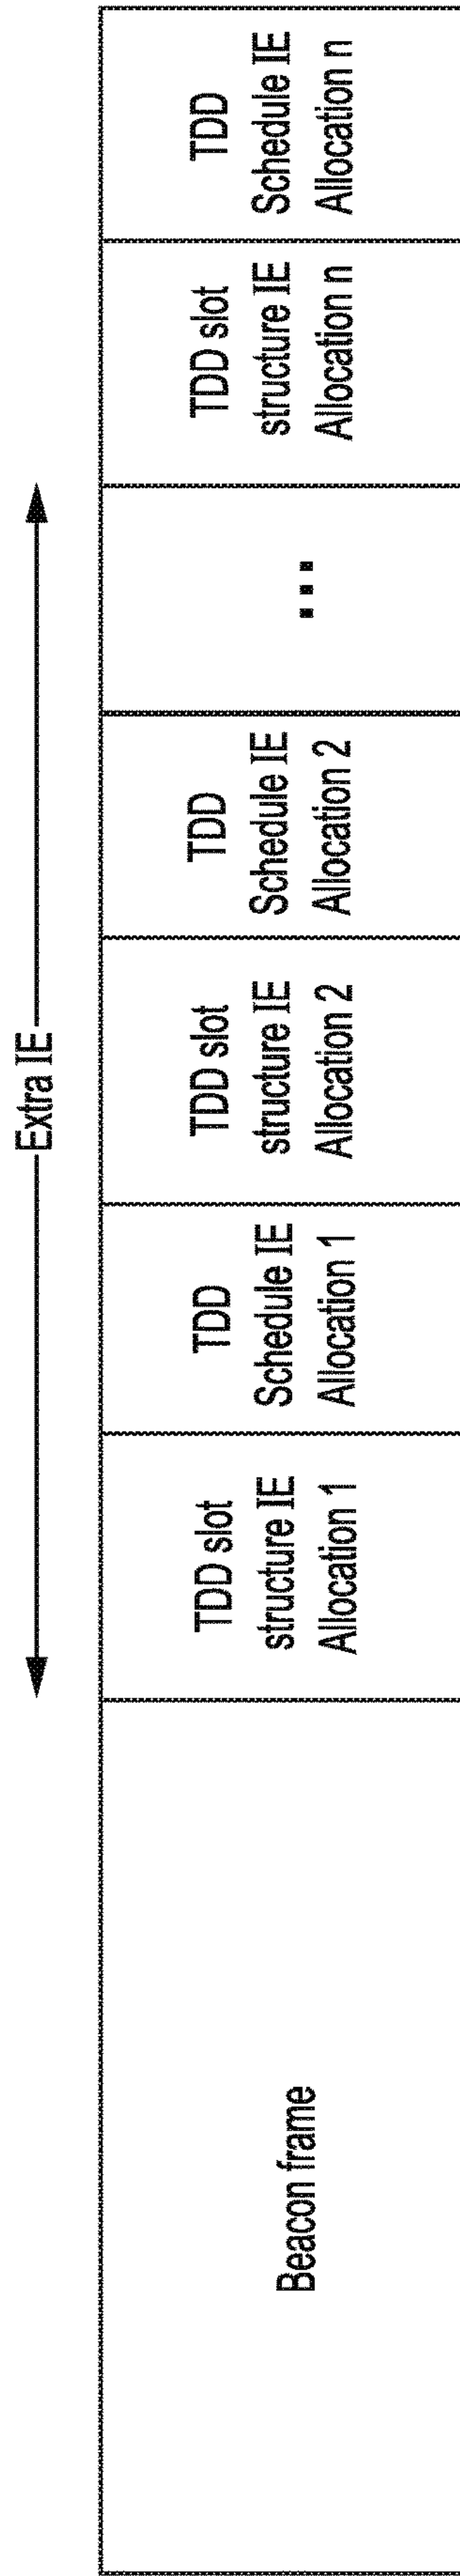 Extra IE
Beacon frame
TDD slot
structure IE
Allocation 1
TDD
Schedule IE
Allocation 1
TDD slot
structure IE
Allocation 2
TDD
Schedule IE
Allocation 2
...
TDD slot
structure IE
Allocation n
TDD
Schedule IE
Allocation n